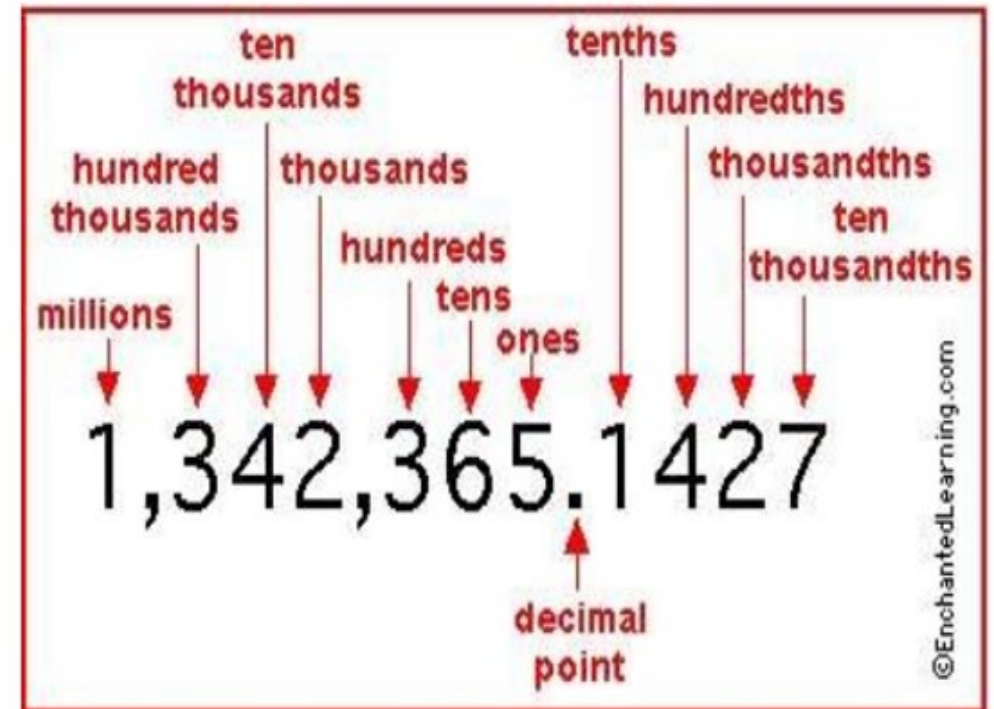 ten
thousands
tenths
hundredths
hundred
thousands
thousands
thousandths
hundreds
ten
thousandths
tens
millions
ones
1,342,365.1427
decimal
point
©EnchantedLearning.com